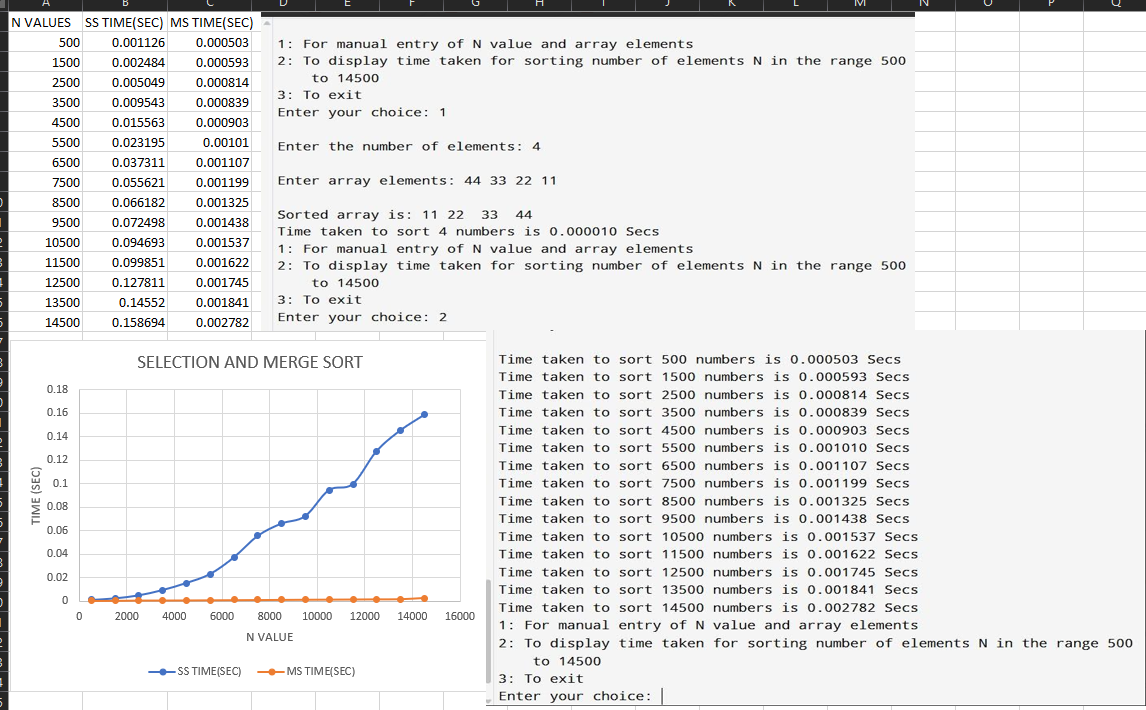 A B C D E F G H I J K L M N O P Q
N VALUES SS TIME(SEC) MS TIME(SEC)
500 0.001126 0.000503
1500 0.002484 0.000593
2500 0.005049 0.000814
3500 0.009543 0.000839
4500 0.015563 0.000903
5500 0.023195 0.00101
6500 0.037311 0.001107
7500 0.055621 0.001199
8500 0.066182 0.001325
9500 0.072498 0.001438
10500 0.094693 0.001537
11500 0.099851 0.001622
12500 0.127811 0.001745
13500 0.14552 0.001841
14500 0.158694 0.002782
1: For manual entry of N value and array elements
2: To display time taken for sorting number of elements N in the range 500
to 14500
3: To exit
Enter your choice: 1
Enter the number of elements: 4
Enter array elements: 44 33 22 11
Sorted array is: 11 22 33 44
Time taken to sort 4 numbers is 0.000010 Secs
1: For manual entry of N value and array elements
2: To display time taken for sorting number of elements N in the range 500
to 14500
3: To exit
Enter your choice: 2
SELECTION AND MERGE SORT
0.18
0.16
0.14
0.12
0.1
0.08
0.06
0.04
0.02
0
TIME (SEC)
0 2000 4000 6000 8000 10000 12000 14000 16000
N VALUE
SS TIME(SEC) MS TIME(SEC)
Time taken to sort 500 numbers is 0.000503 Secs
Time taken to sort 1500 numbers is 0.000593 Secs
Time taken to sort 2500 numbers is 0.000814 Secs
Time taken to sort 3500 numbers is 0.000839 Secs
Time taken to sort 4500 numbers is 0.000903 Secs
Time taken to sort 5500 numbers is 0.001010 Secs
Time taken to sort 6500 numbers is 0.001107 Secs
Time taken to sort 7500 numbers is 0.001199 Secs
Time taken to sort 8500 numbers is 0.001325 Secs
Time taken to sort 9500 numbers is 0.001438 Secs
Time taken to sort 10500 numbers is 0.001537 Secs
Time taken to sort 11500 numbers is 0.001622 Secs
Time taken to sort 12500 numbers is 0.001745 Secs
Time taken to sort 13500 numbers is 0.001841 Secs
Time taken to sort 14500 numbers is 0.002782 Secs
1: For manual entry of N value and array elements
2: To display time taken for sorting number of elements N in the range 500
to 14500
3: To exit
Enter your choice: